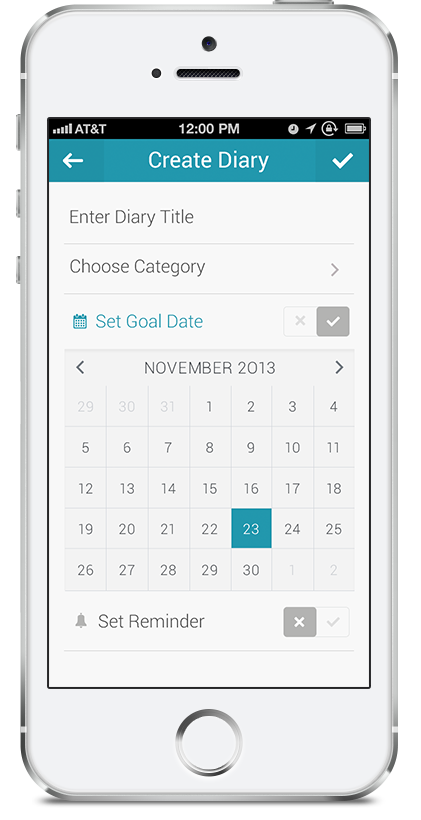 AT&T 12:00 PM
Create Diary
Enter Diary Title
Choose Category
Set Goal Date
NOVEMBER 2013
29 30 31 1 2 3 4
5 6 7 8 9 10 11
12 13 14 15 16 17 18
19 20 21 22 23 24 25
26 27 28 29 30 1 2
Set Reminder